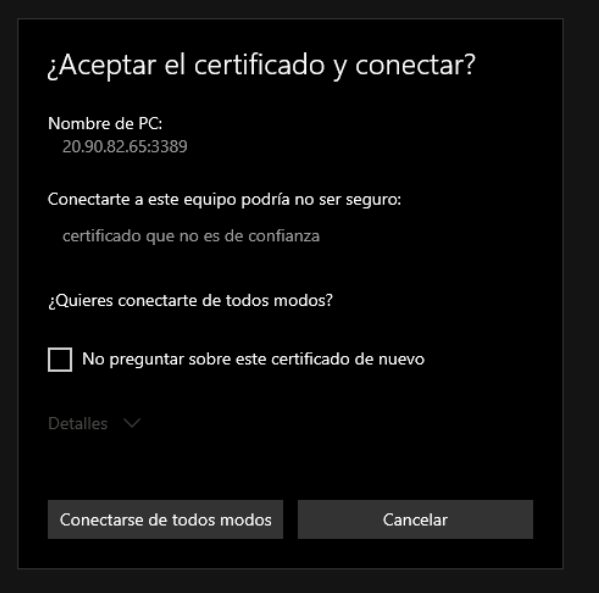 ¿Aceptar el certificado y conectar?
Nombre de PC:
20.90.82.65:3389
Conectarte a este equipo podría no ser seguro:
certificado que no es de confianza
¿Quieres conectarte de todos modos?
No preguntar sobre este certificado de nuevo
Detalles
Conectarse de todos modos
Cancelar